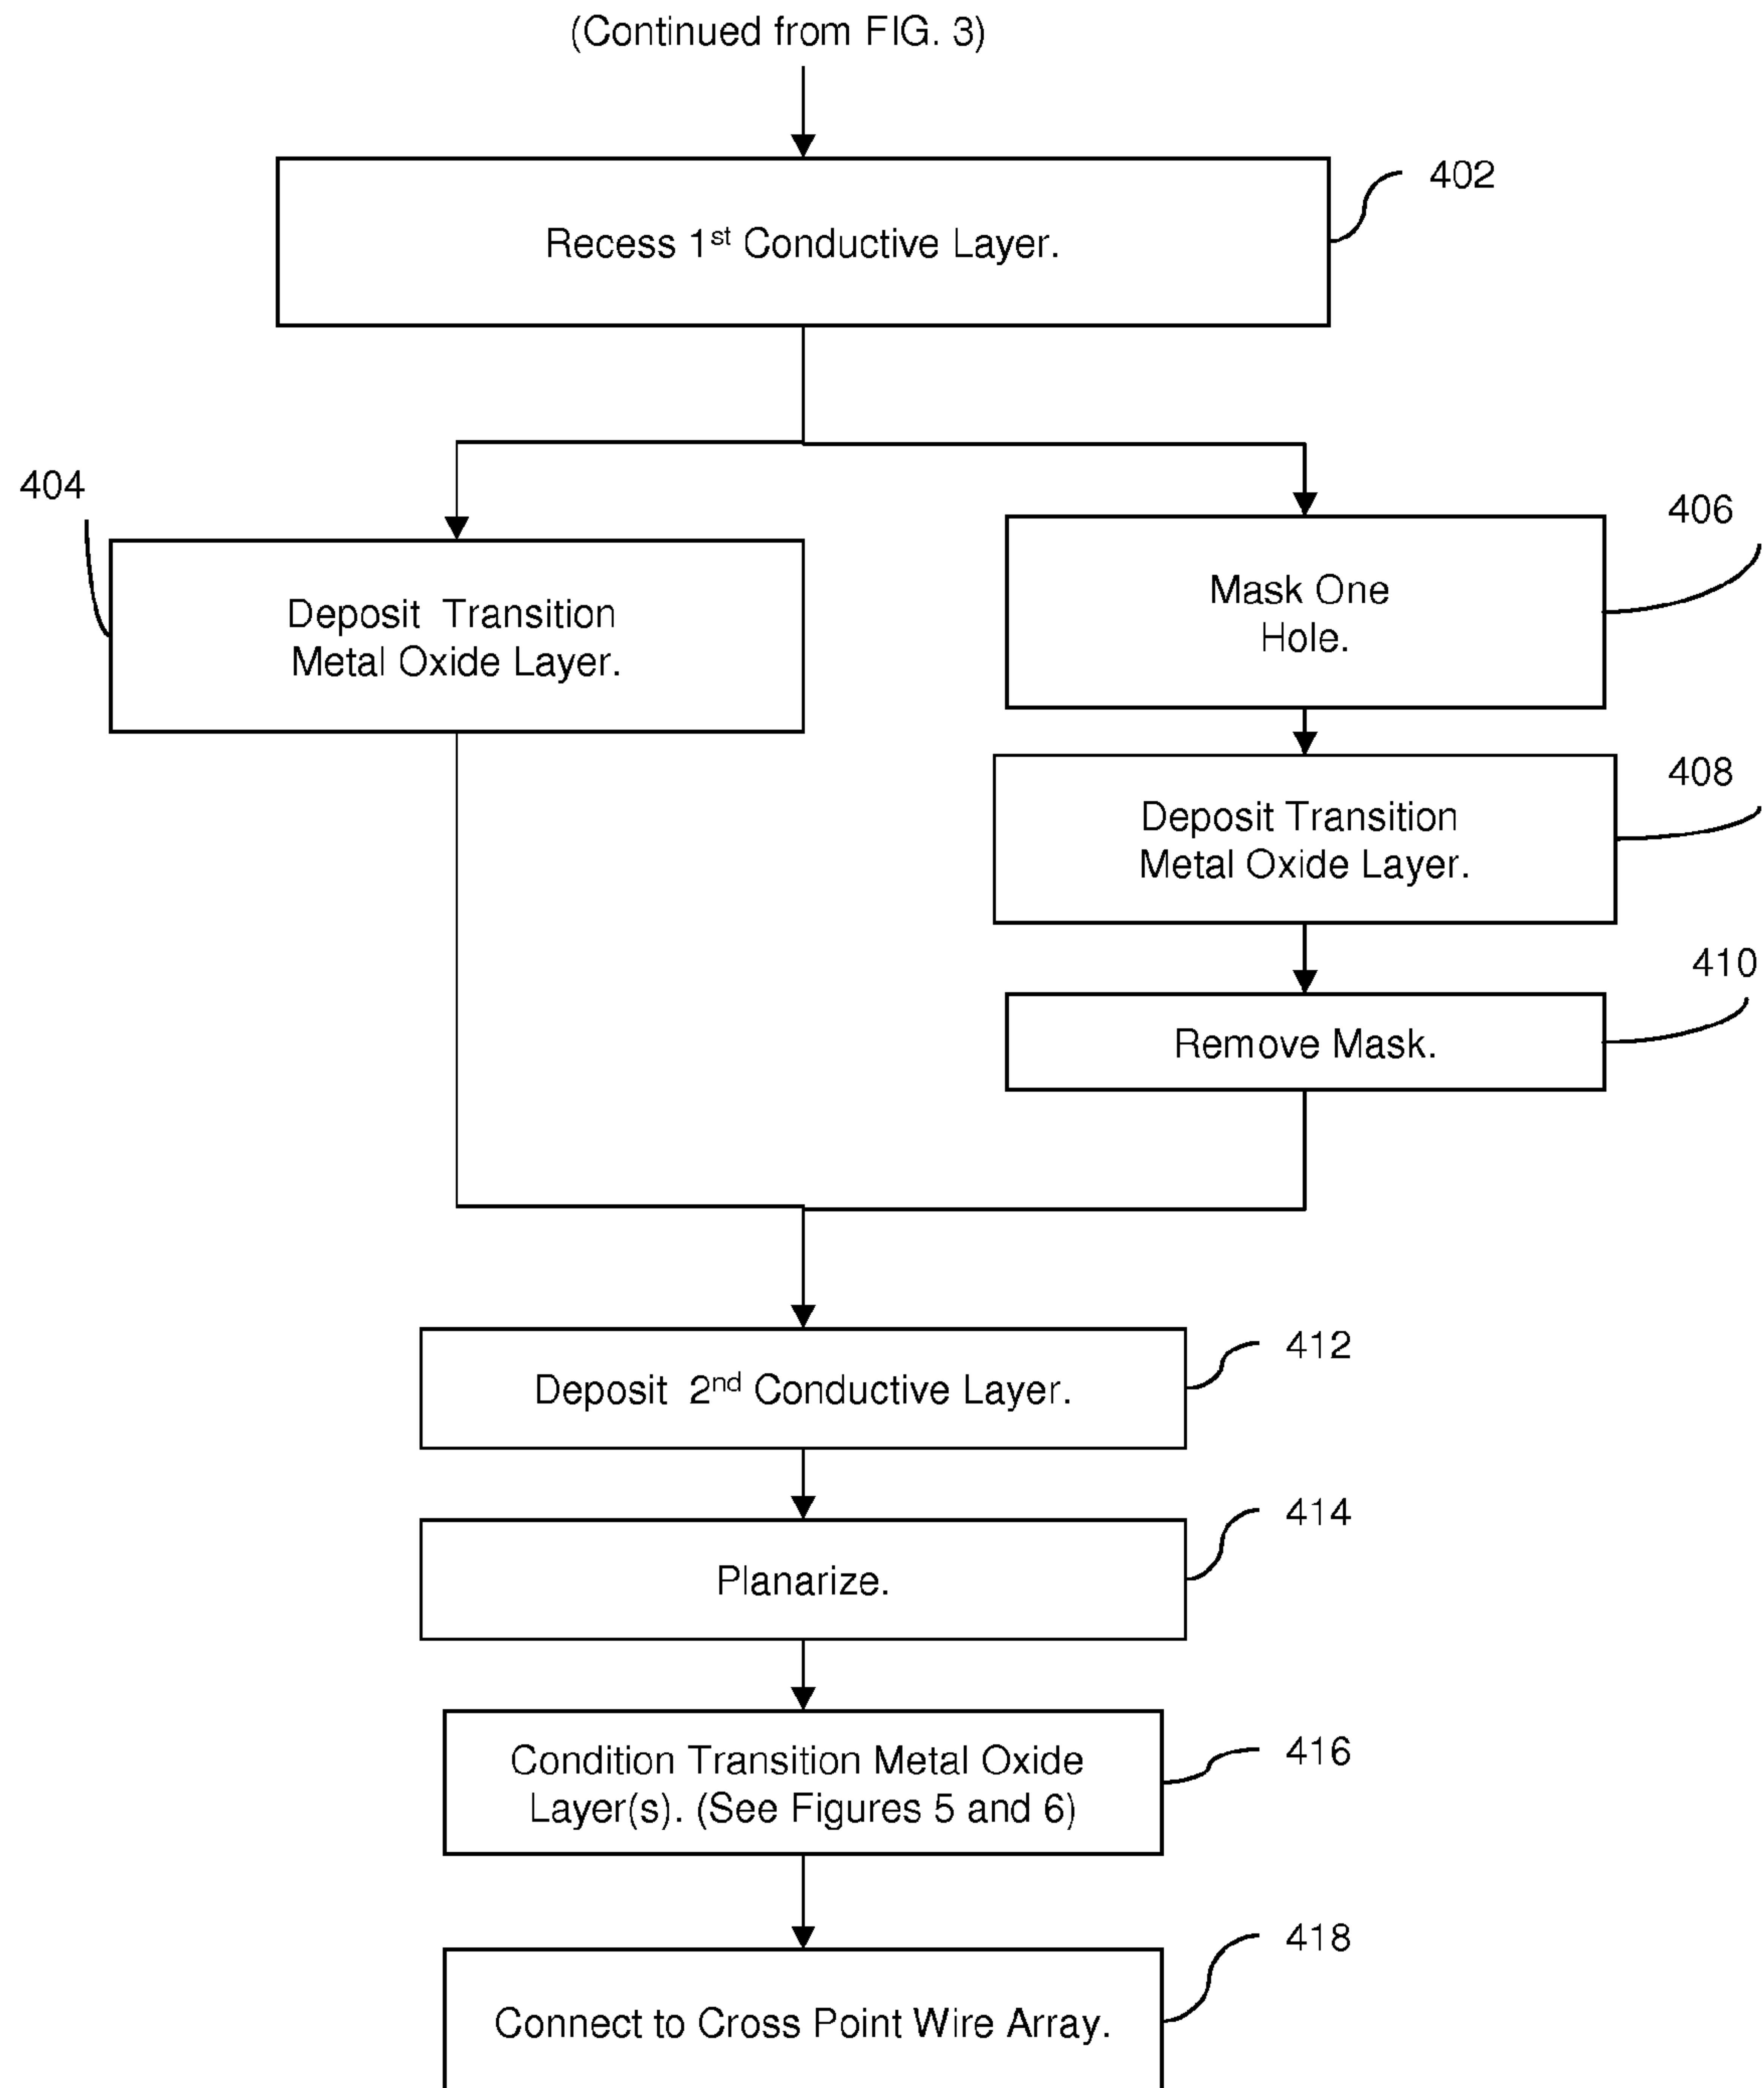 (Continued from FIG. 3)
402
Recess 1st Conductive Layer.
404
Deposit Transition
Metal Oxide Layer.
406
Mask One
Hole.
408
Deposit Transition
Metal Oxide Layer.
410
Remove Mask.
412
Deposit 2nd Conductive Layer.
414
Planarize.
416
Condition Transition Metal Oxide
Layer(s). (See Figures 5 and 6)
418
Connect to Cross Point Wire Array.